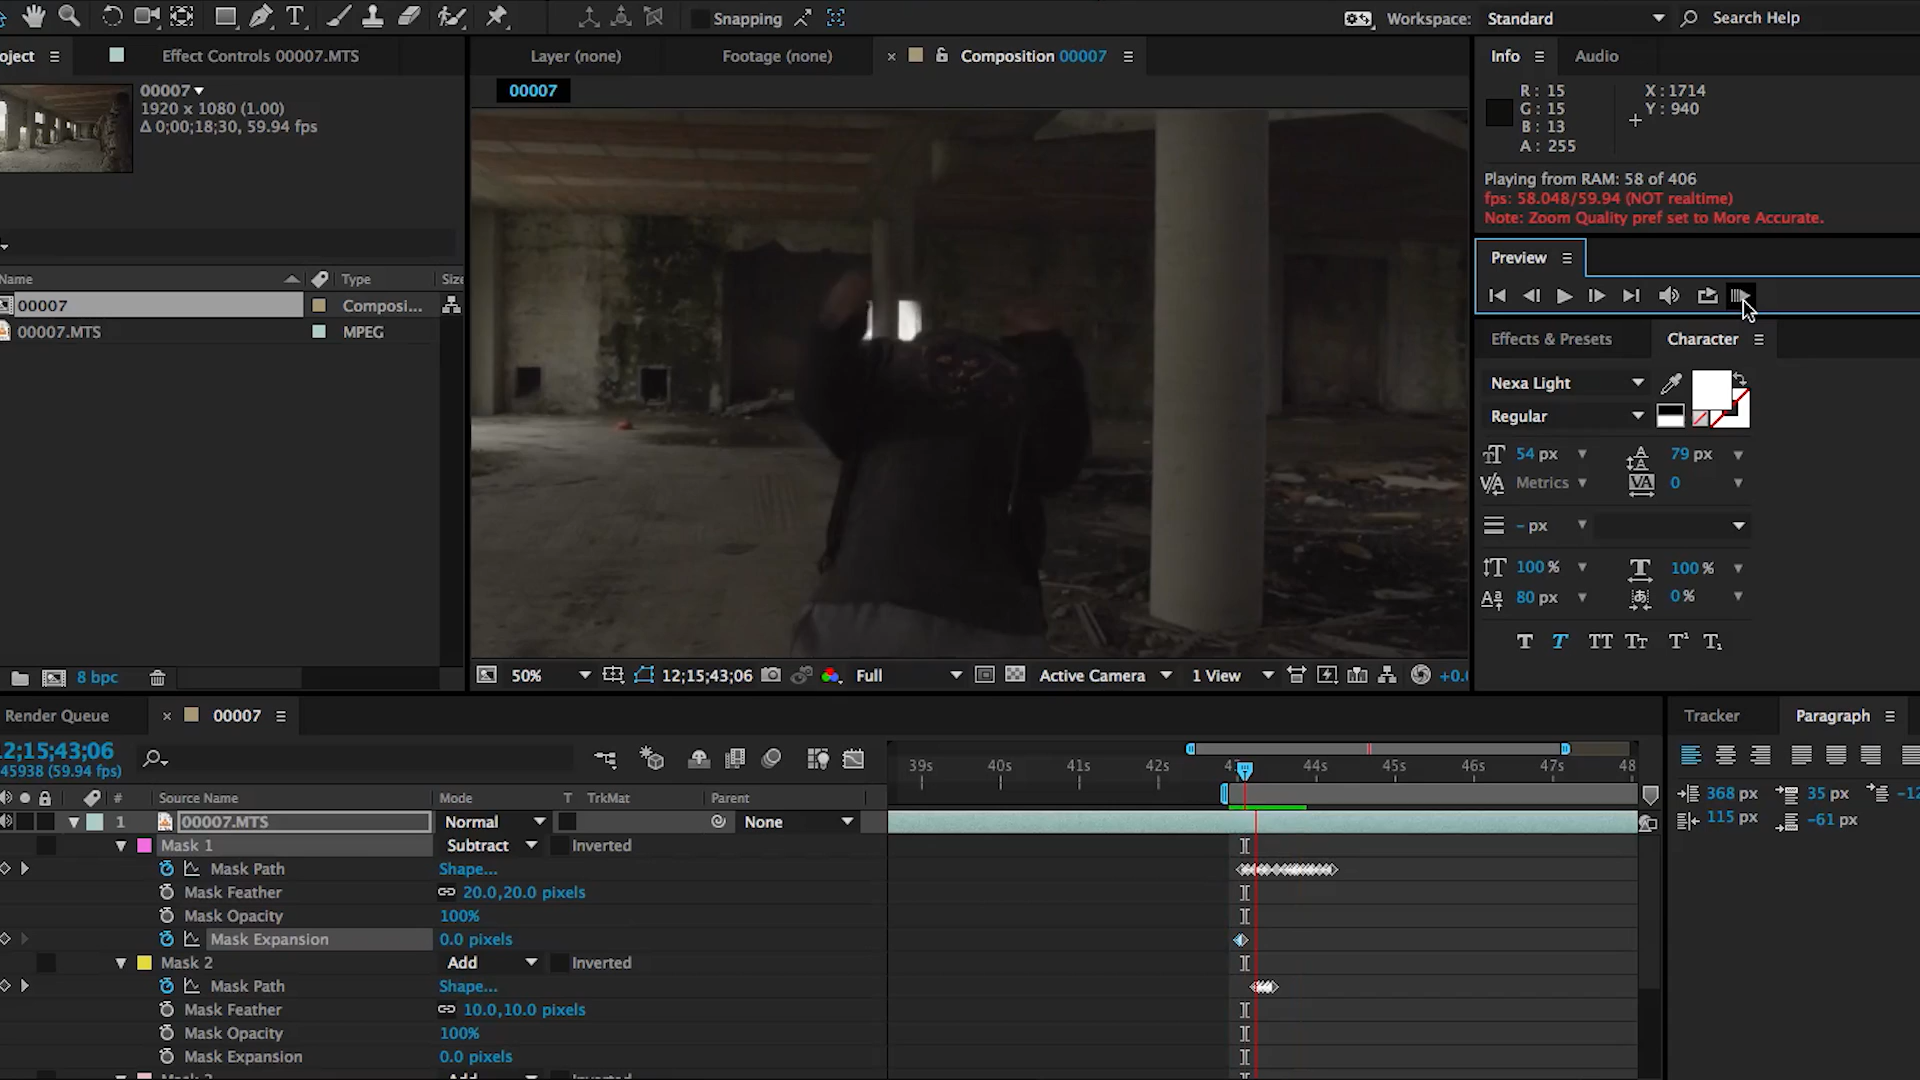 Snapping
Workspace: Standard
Search Help
oject
Effect Controls 00007.MTS
Layer (none)
Footage (none)
× Composition 00007
Info
Audio
00007
1920 x 1080 (1.00)
Δ 0;00;18;30, 59.94 fps
00007
R: 15
G: 15
B: 13
A: 255
X: 1714
Y: 940
Playing from RAM: 58 of 406
fps: 58.048/59.94 (NOT realtime)
Note: Zoom Quality pref set to More Accurate.
Preview
Name
Type
Size
00007
Composi...
00007.MTS
MPEG
Effects & Presets
Character
Nexa Light
Regular
54 px
79 px
Metrics
0
- px
100 %
100 %
80 px
0 %
T T TT Tt T¹ T₁
8 bpc
50%
12;15;43;06
Full
Active Camera
1 View
+0.0
Render Queue
× 00007
Tracker
Paragraph
12;15;43;06
45938 (59.94 fps)
39s
40s
41s
42s
44s
45s
46s
47s
48
368 px
35 px
-12
115 px
-61 px
#
Source Name
Mode
T
TrkMat
Parent
1
00007.MTS
Normal
None
Mask 1
Subtract
Inverted
Mask Path
Shape...
Mask Feather
20.0,20.0 pixels
Mask Opacity
100%
Mask Expansion
0.0 pixels
Mask 2
Add
Inverted
Mask Path
Shape...
Mask Feather
10.0,10.0 pixels
Mask Opacity
100%
Mask Expansion
0.0 pixels